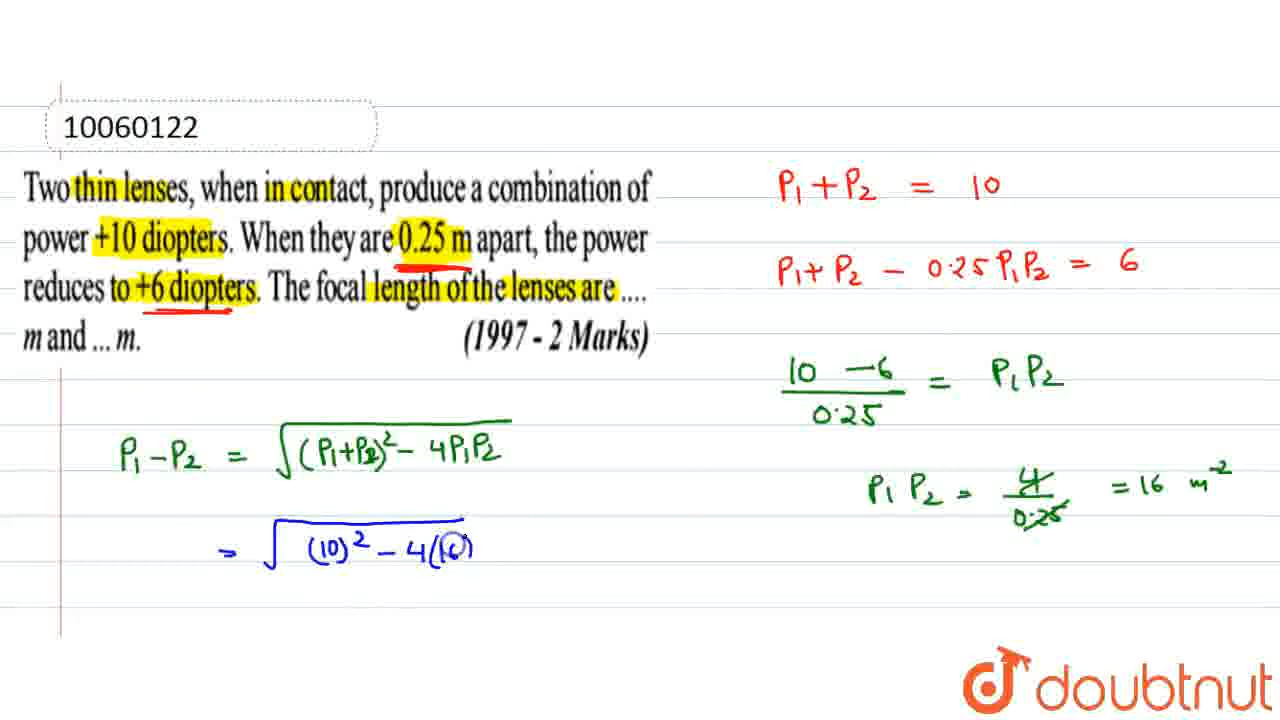 10060122
Two thin lenses, when in contact, produce a combination of
power +10 diopters. When they are 0.25 m apart, the power
reduces to +6 diopters. The focal length of the lenses are ....
m and ... m. (1997 - 2 Marks)
P₁ + P₂ = 10
P₁ + P₂ - 0.25 P₁P₂ = 6
10 - 6 / 0.25 = P₁P₂
P₁ P₂ = 4 / 0.25 = 16 m⁻²
P₁ - P₂ = √(P₁+P₂)² - 4P₁P₂
= √(10)² - 4(16)
doubtnut